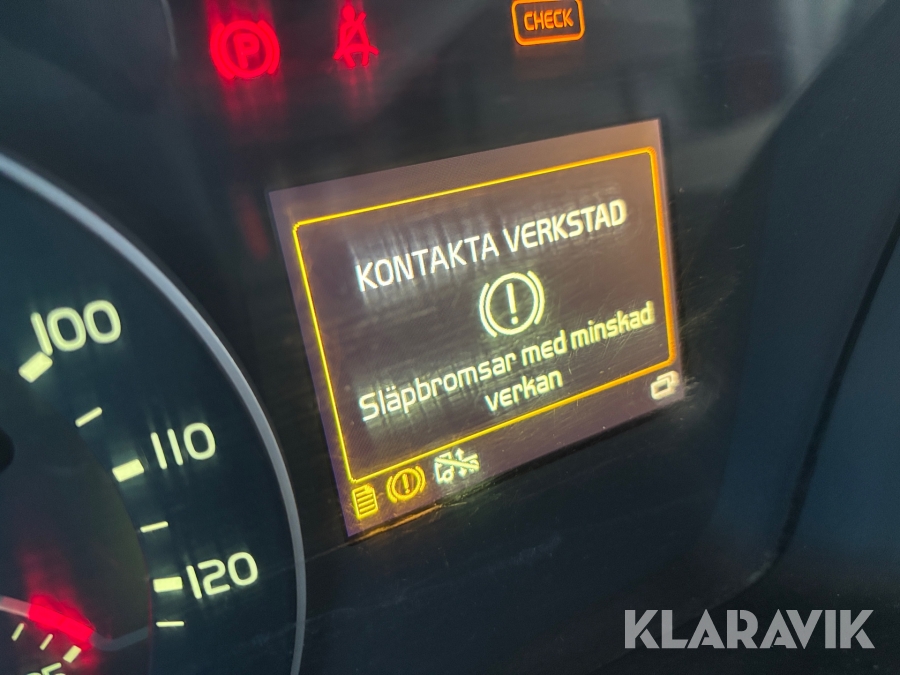 P
CHECK
KONTAKTA VERKSTAD
!
Släpbromsar med minskad
verkan
!
100
110
120
KLARAVIK